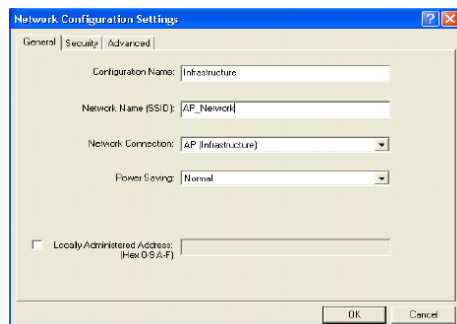 Network Configuration Settings
General Security Advanced
Configuration Name: Infrastructure
Network Name (SSID): AP_Network
Network Connection: AP (Infrastructure)
Power Saving: Normal
Locally Administered Address:
(Hex 0-9 A-F)
OK Cancel